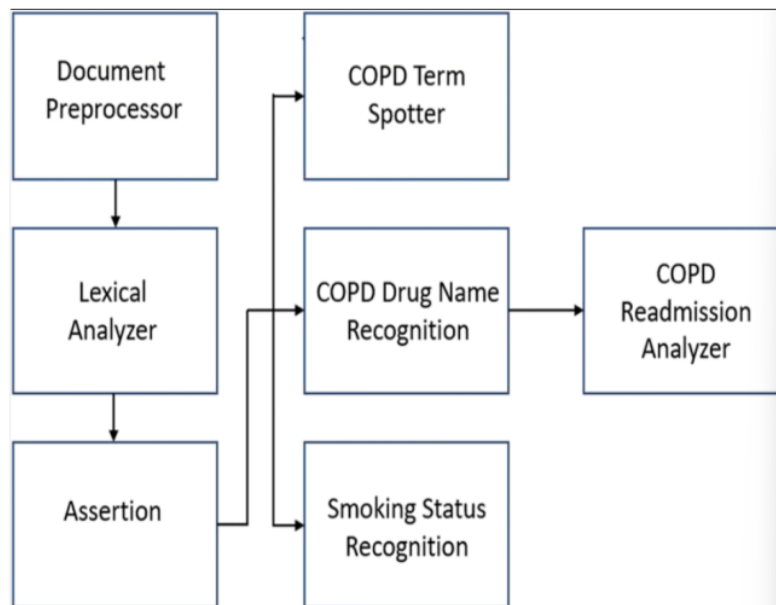 Document
Preprocessor
COPD Term
Spotter
Lexical
Analyzer
COPD Drug Name
Recognition
COPD
Readmission
Analyzer
Assertion
Smoking Status
Recognition